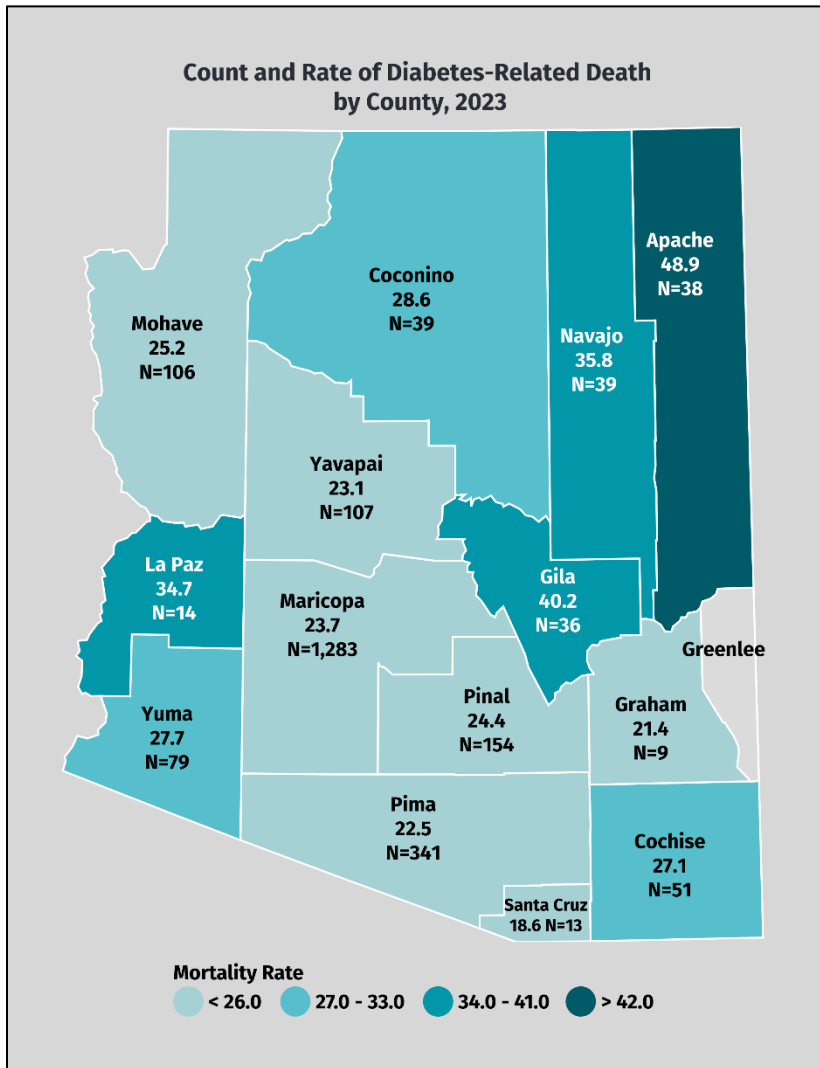 Count and Rate of Diabetes-Related Death
by County, 2023
Apache
48.9
N=38
Coconino
28.6
N=39
Mohave
25.2
N=106
Navajo
35.8
N=39
Yavapai
23.1
N=107
La Paz
34.7
N=14
Gila
40.2
N=36
Maricopa
23.7
N=1,283
Greenlee
Pinal
24.4
N=154
Graham
21.4
N=9
Yuma
27.7
N=79
Pima
22.5
N=341
Cochise
27.1
N=51
Santa Cruz
18.6 N=13
Mortality Rate
< 26.0 27.0 - 33.0 34.0 - 41.0 > 42.0